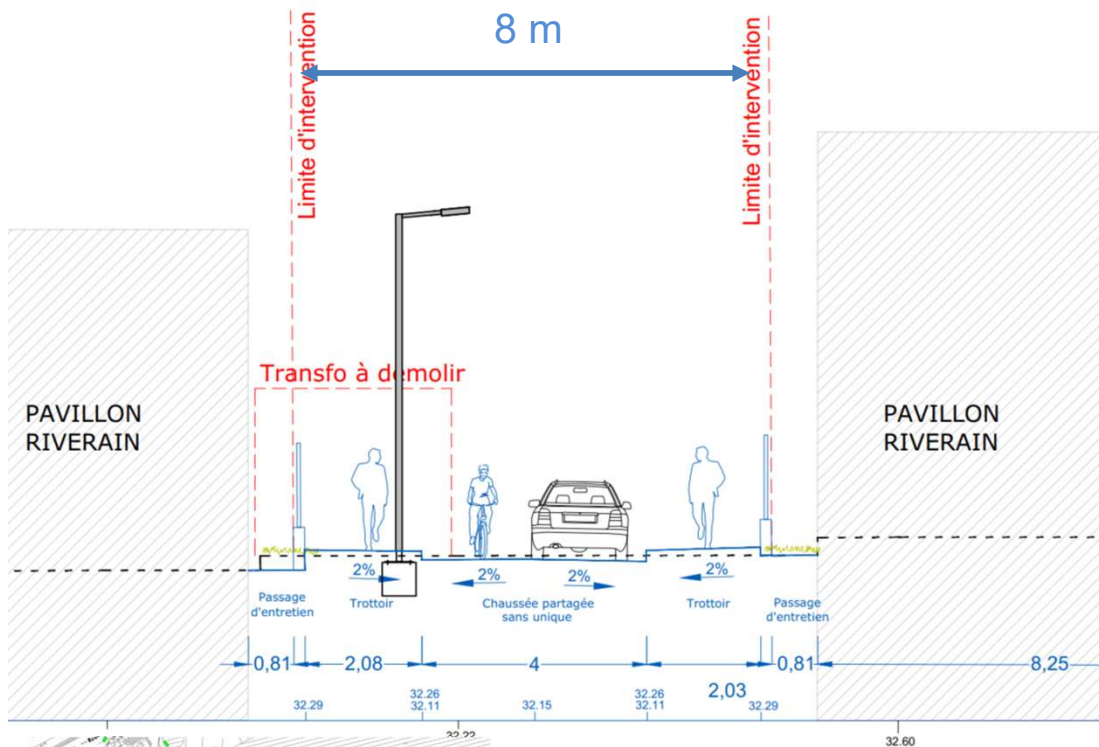 8 m
Limite d'intervention
Limite d'intervention
Transfo à démolir
PAVILLON
RIVERAIN
PAVILLON
RIVERAIN
2%
2%
2%
2%
Passage
d'entretien
Trottoir
Chaussée partagée
sans unique
Trottoir
Passage
d'entretien
0,81
2,08
4
2,03
0,81
8,25
32.29
32.26
32.11
32.15
32.26
32.11
32.29
32.22
32.60